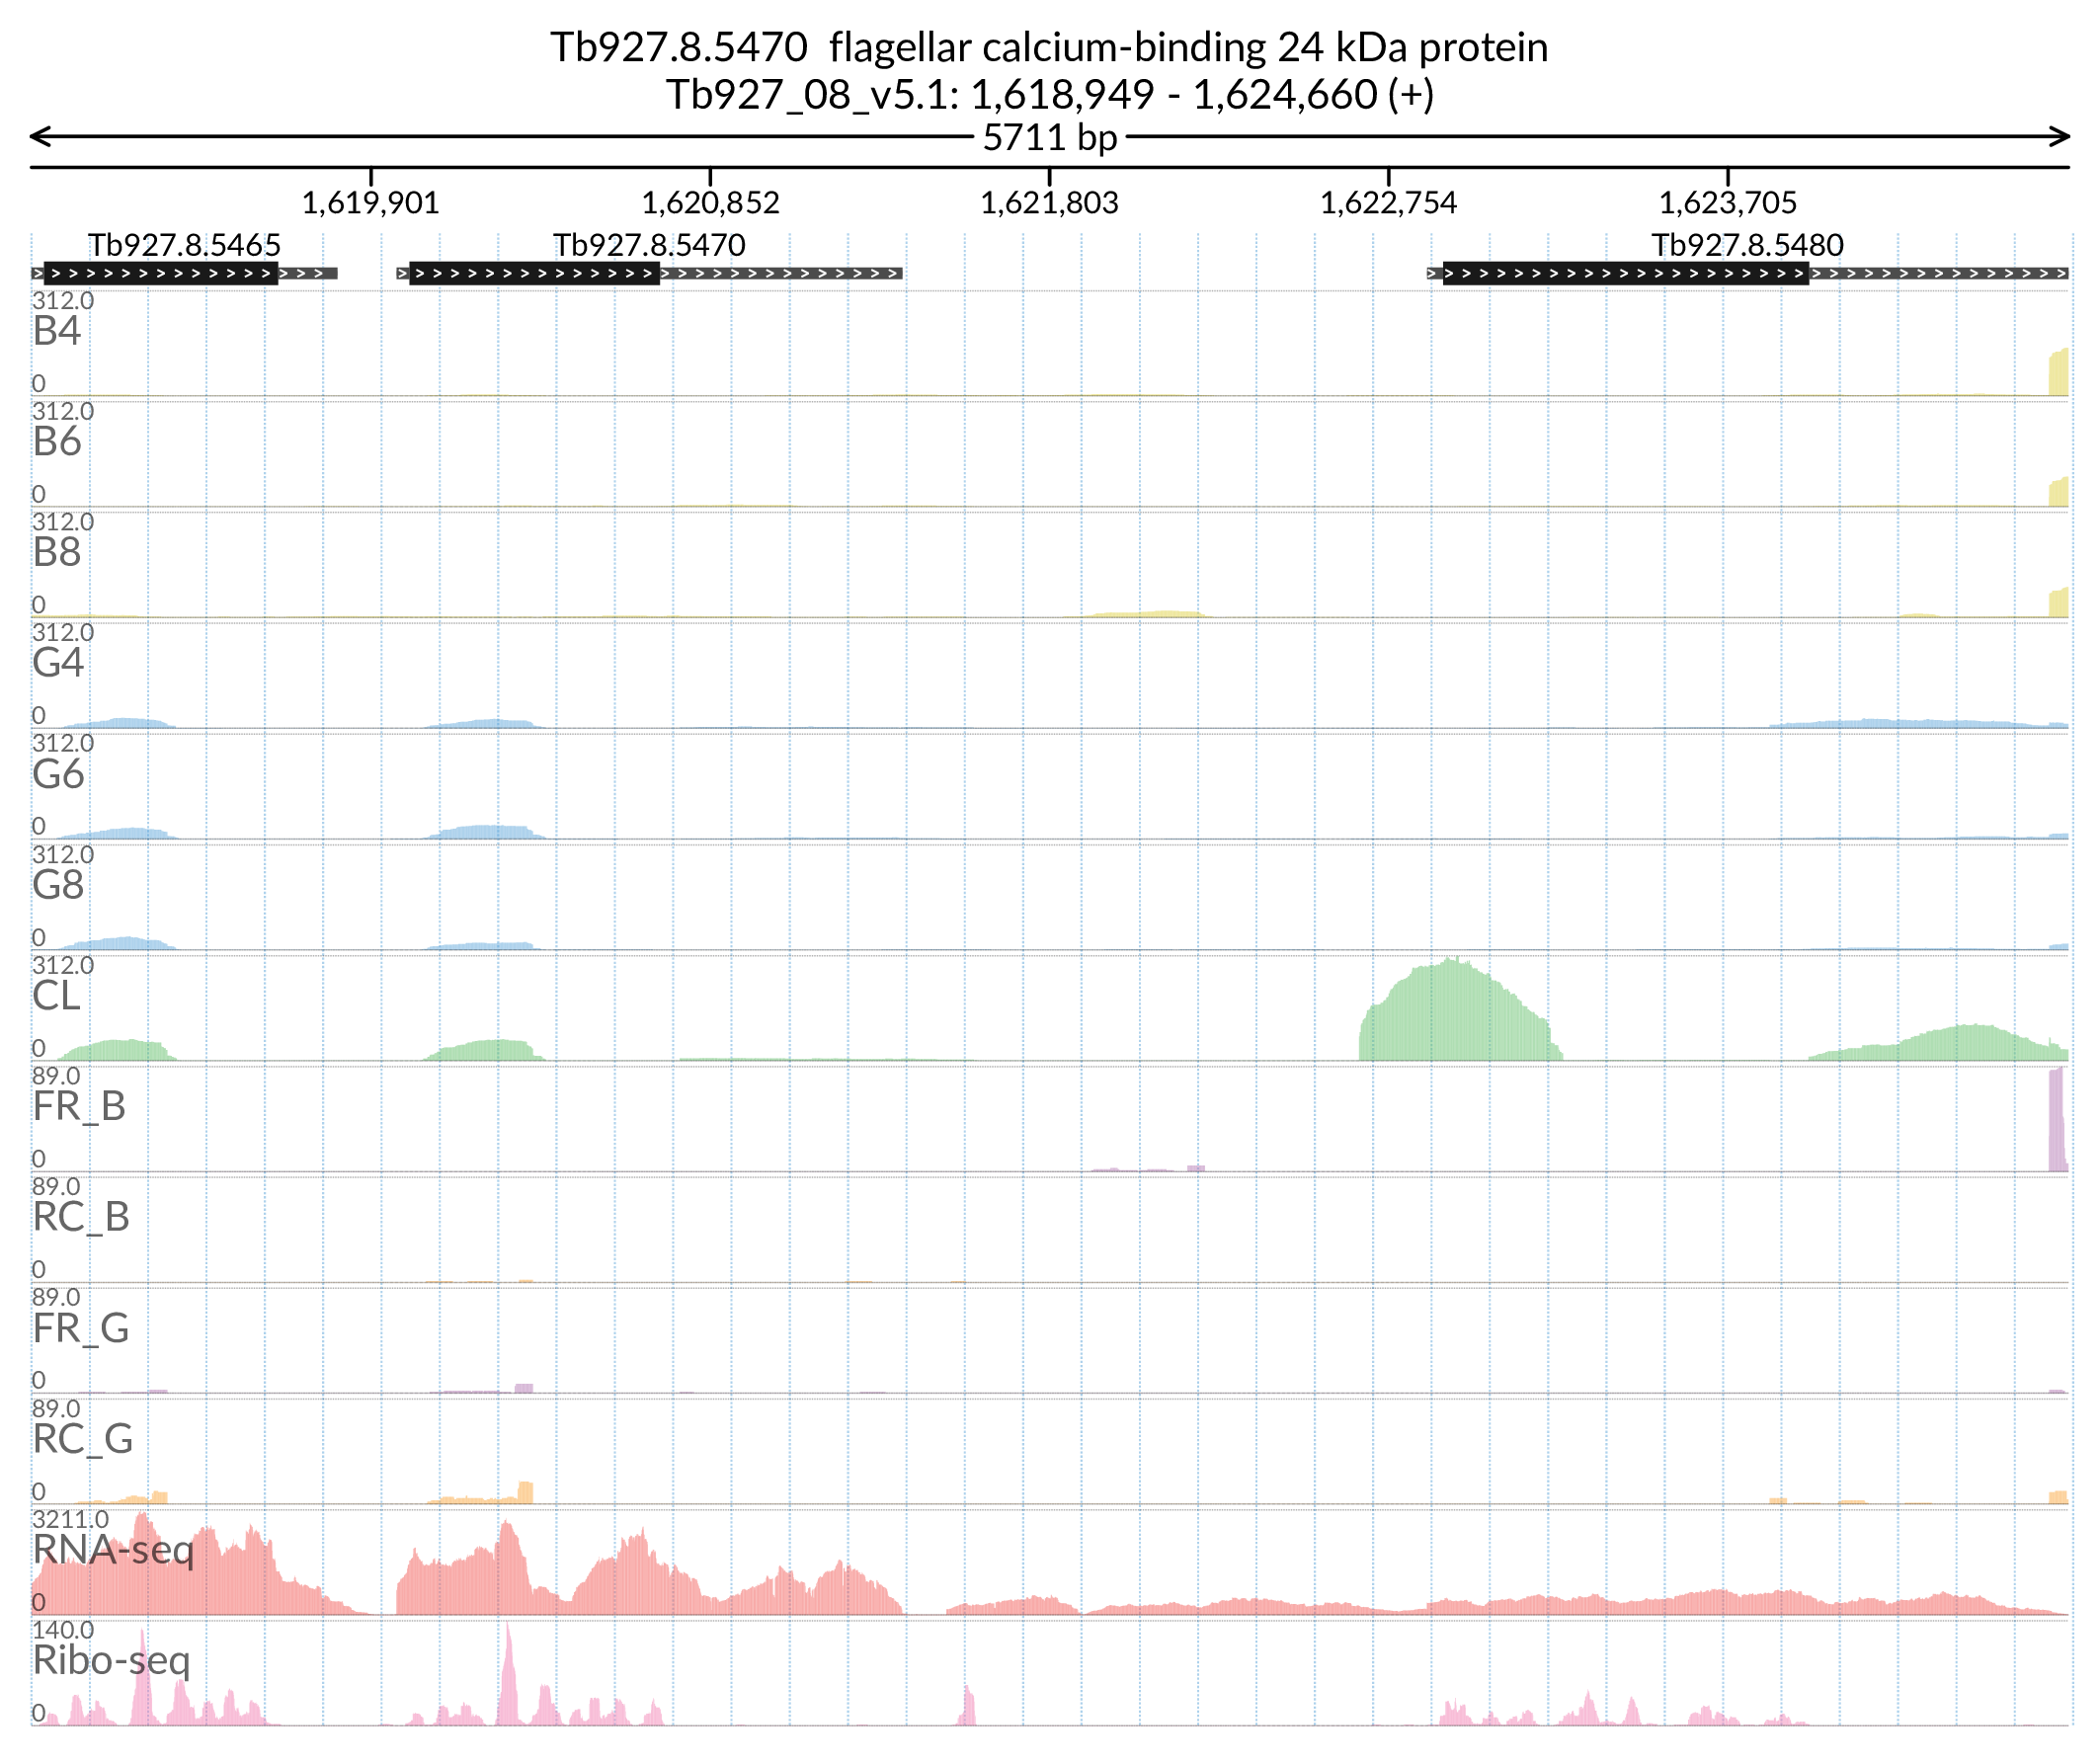 Tb927.8.5470  flagellar calcium-binding 24 kDa protein
Tb927_08_v5.1: 1,618,949 - 1,624,660 (+)
5711 bp
1,619,901 1,620,852 1,621,803 1,622,754 1,623,705
Tb927.8.5465 Tb927.8.5470 Tb927.8.5480
312.0
B4
0
312.0
B6
0
312.0
B8
0
312.0
G4
0
312.0
G6
0
312.0
G8
0
312.0
CL
0
89.0
FR_B
0
89.0
RC_B
0
89.0
FR_G
0
89.0
RC_G
0
3211.0
RNA-seq
0
140.0
Ribo-seq
0